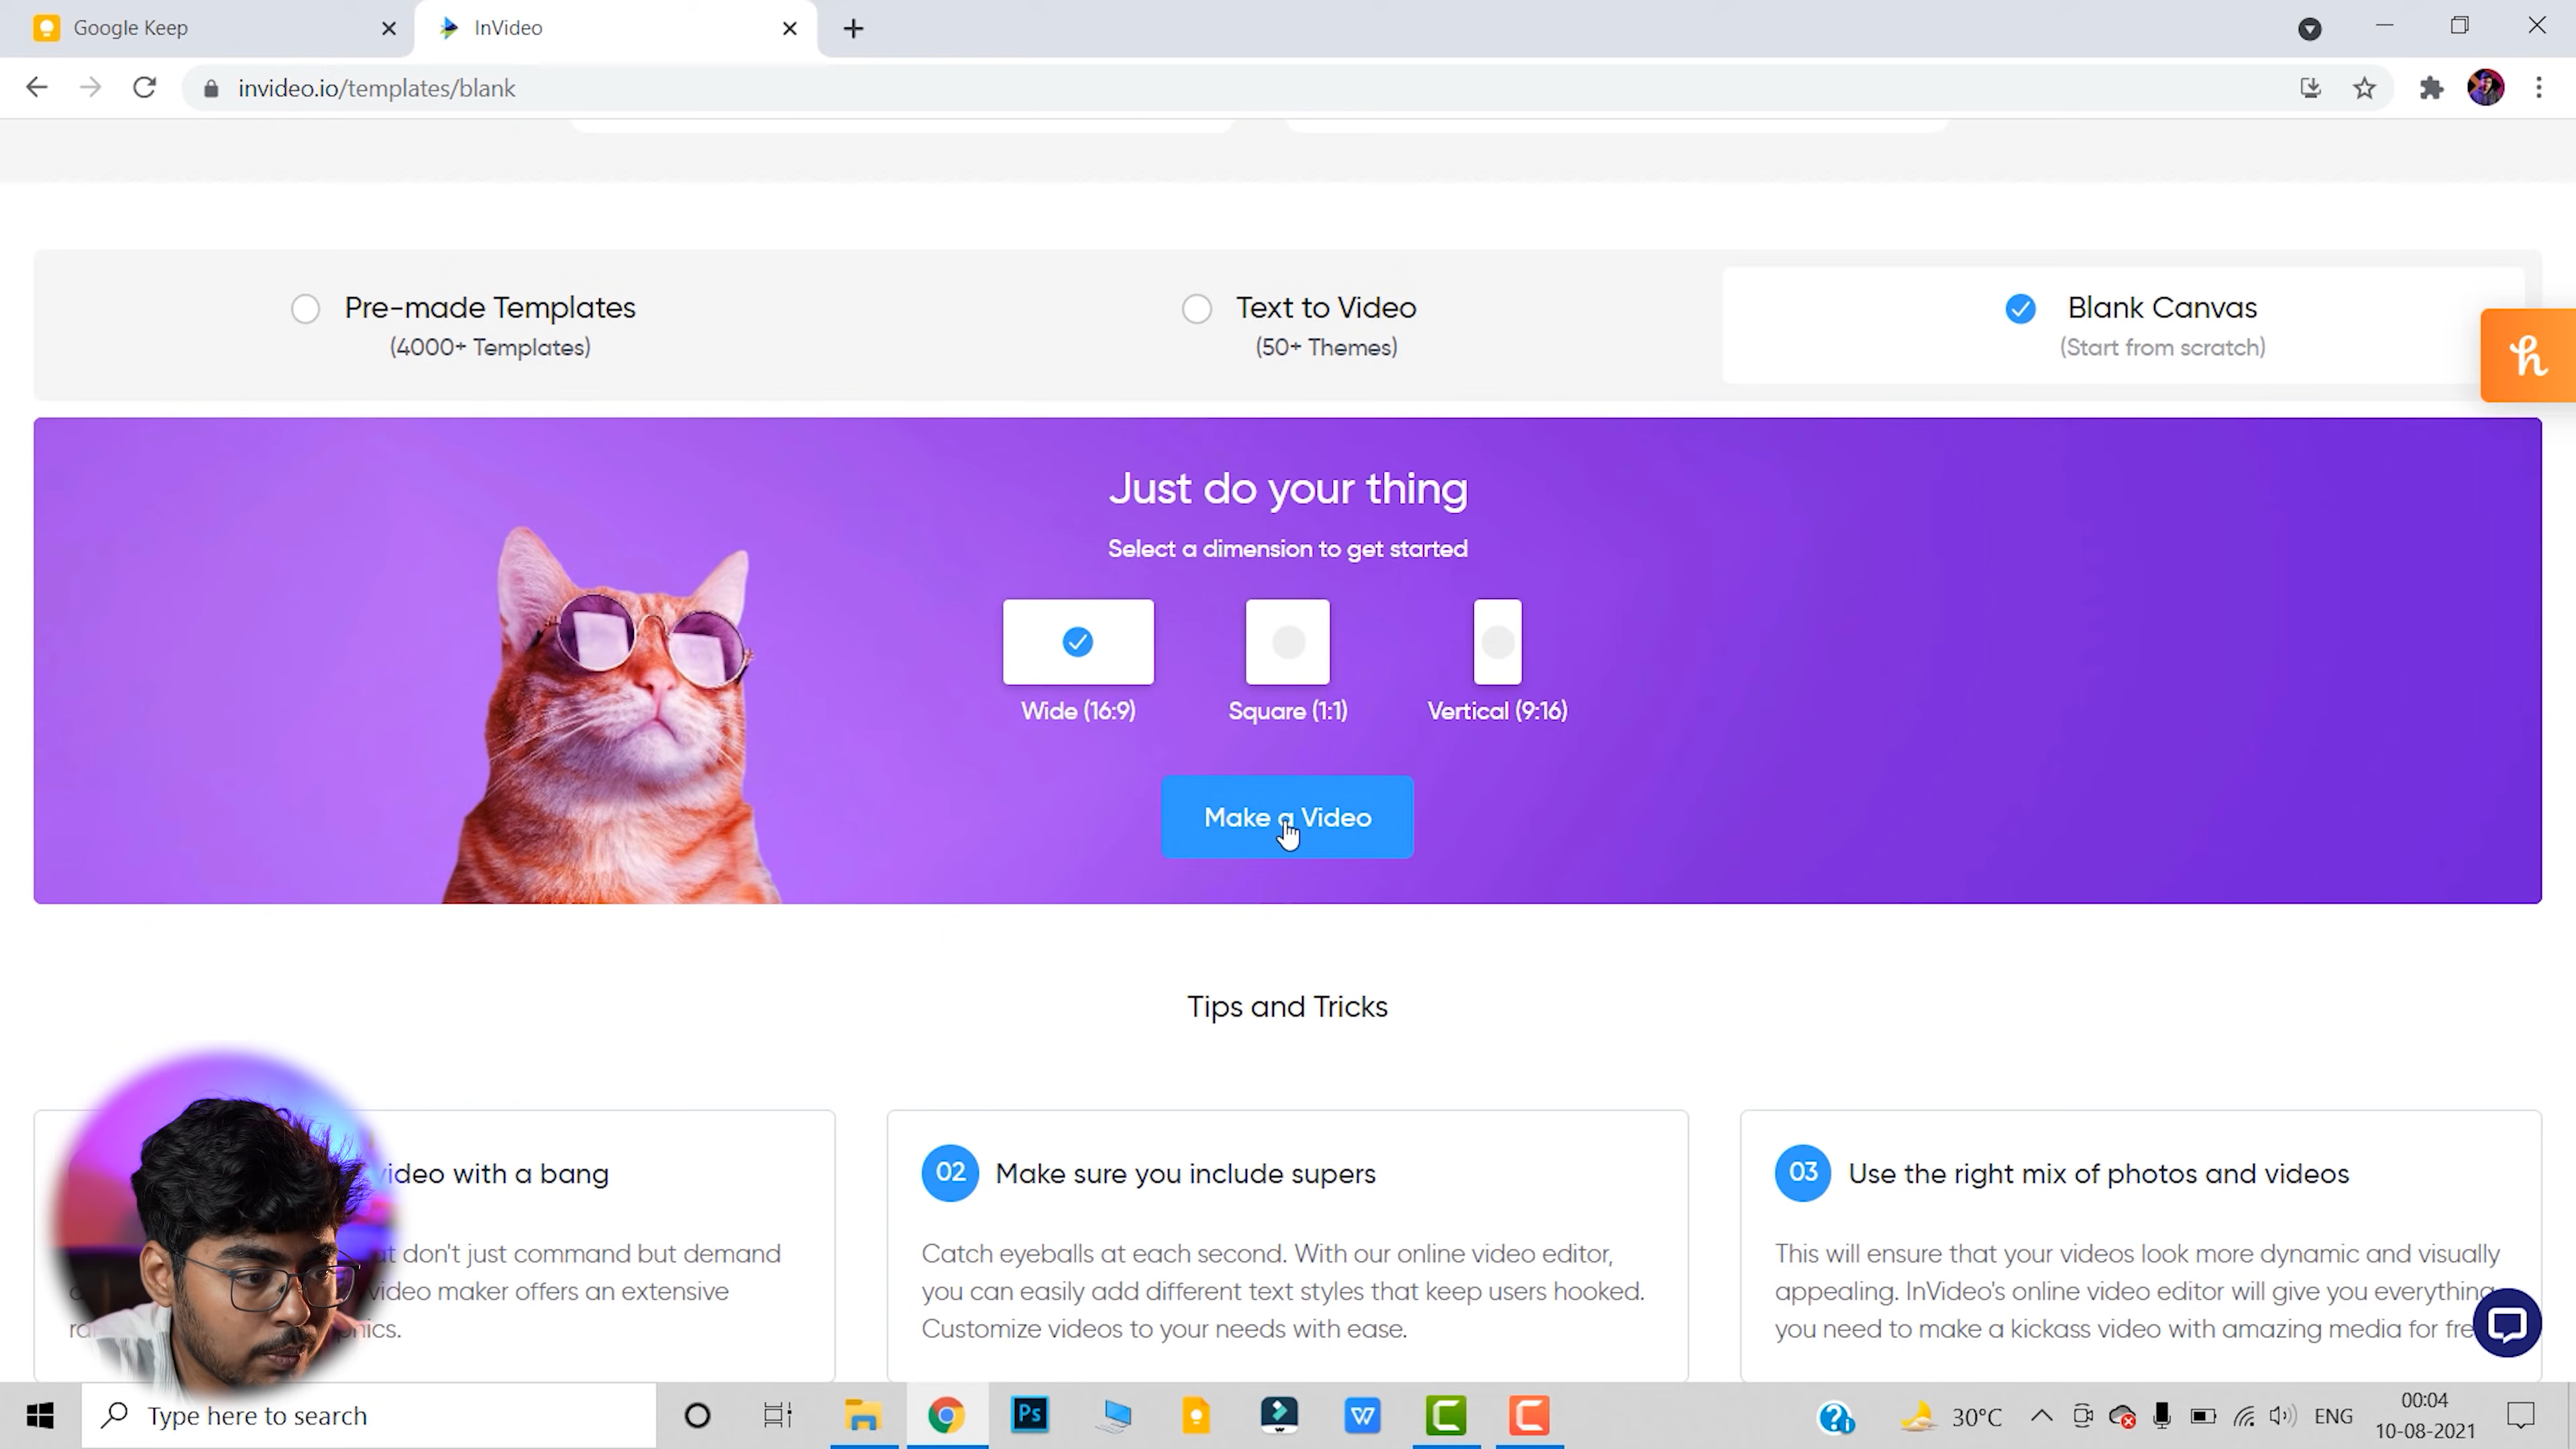 Google Keep
InVideo
invideo.io/templates/blank
Pre-made Templates
(4000+ Templates)
Text to Video
(50+ Themes)
Blank Canvas
(Start from scratch)
h
Just do your thing
Select a dimension to get started
Wide (16:9)
Square (1:1)
Vertical (9:16)
Make a Video
Tips and Tricks
video with a bang
don't just command but demand
video maker offers an extensive
02 Make sure you include supers
Catch eyeballs at each second. With our online video editor,
you can easily add different text styles that keep users hooked.
Customize videos to your needs with ease.
03 Use the right mix of photos and videos
This will ensure that your videos look more dynamic and visually
appealing. InVideo's online video editor will give you everything
you need to make a kickass video with amazing media for
Type here to search
Ps
W
C
C
30°C
ENG
00:04
10-08-2021